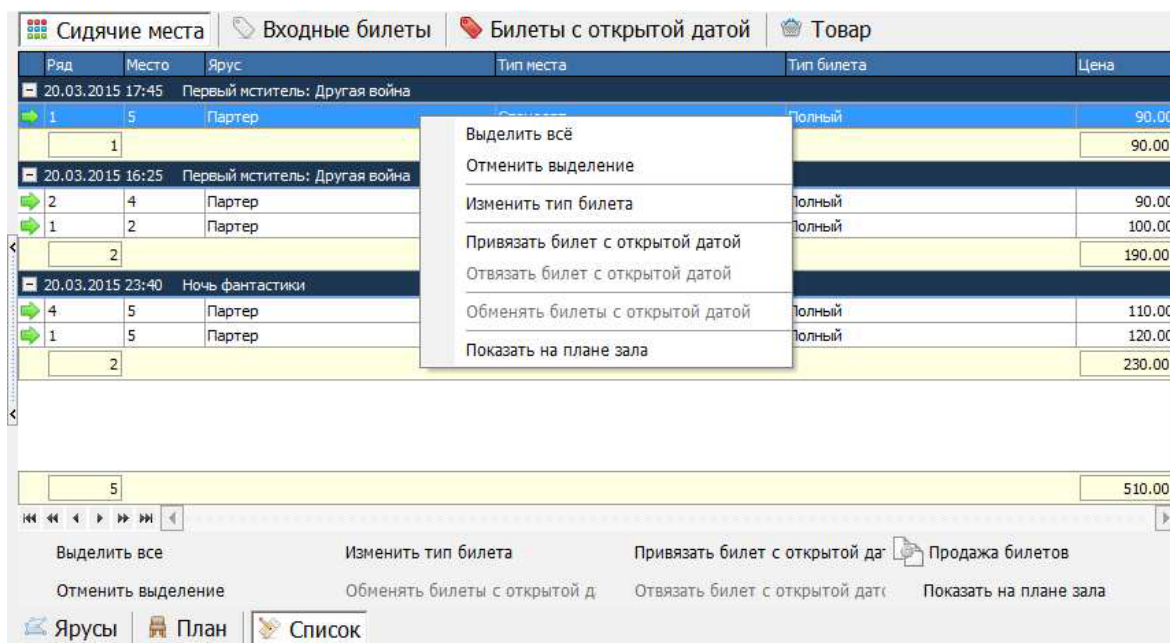 Сидячие места Входные билеты Билеты с открытой датой Товар
Ряд Место Ярус Тип места Тип билета Цена
20.03.2015 17:45 Первый мститель: Другая война
1 5 Партер Полный 90.00
1 90.00
20.03.2015 16:25 Первый мститель: Другая война
2 4 Партер Полный 90.00
1 2 Партер Полный 100.00
2 190.00
20.03.2015 23:40 Ночь фантастики
4 5 Партер Полный 110.00
1 5 Партер Полный 120.00
2 230.00
Выделить всё
Отменить выделение
Изменить тип билета
Привязать билет с открытой датой
Отвязать билет с открытой датой
Обменять билеты с открытой датой
Показать на плане зала
5 510.00
Выделить все Изменить тип билета Привязать билет с открытой да Продажа билетов
Отменить выделение Обменять билеты с открытой д Отвязать билет с открытой дат Показать на плане зала
Ярусы План Список